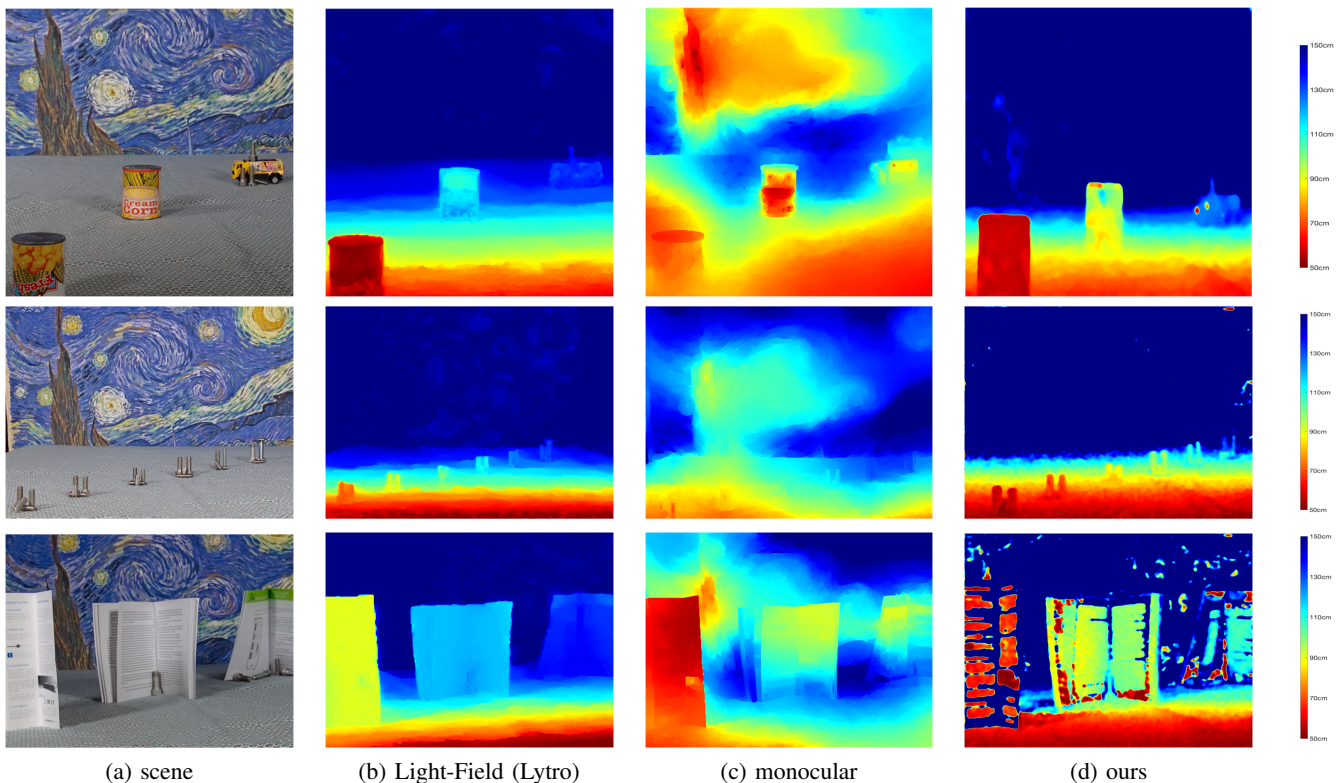 Cream
Corn
150cm
130cm
110cm
90cm
70cm
50cm
150cm
130cm
110cm
90cm
70cm
50cm
150cm
130cm
110cm
90cm
70cm
50cm
(a) scene
(b) Light-Field (Lytro)
(c) monocular
(d) ours